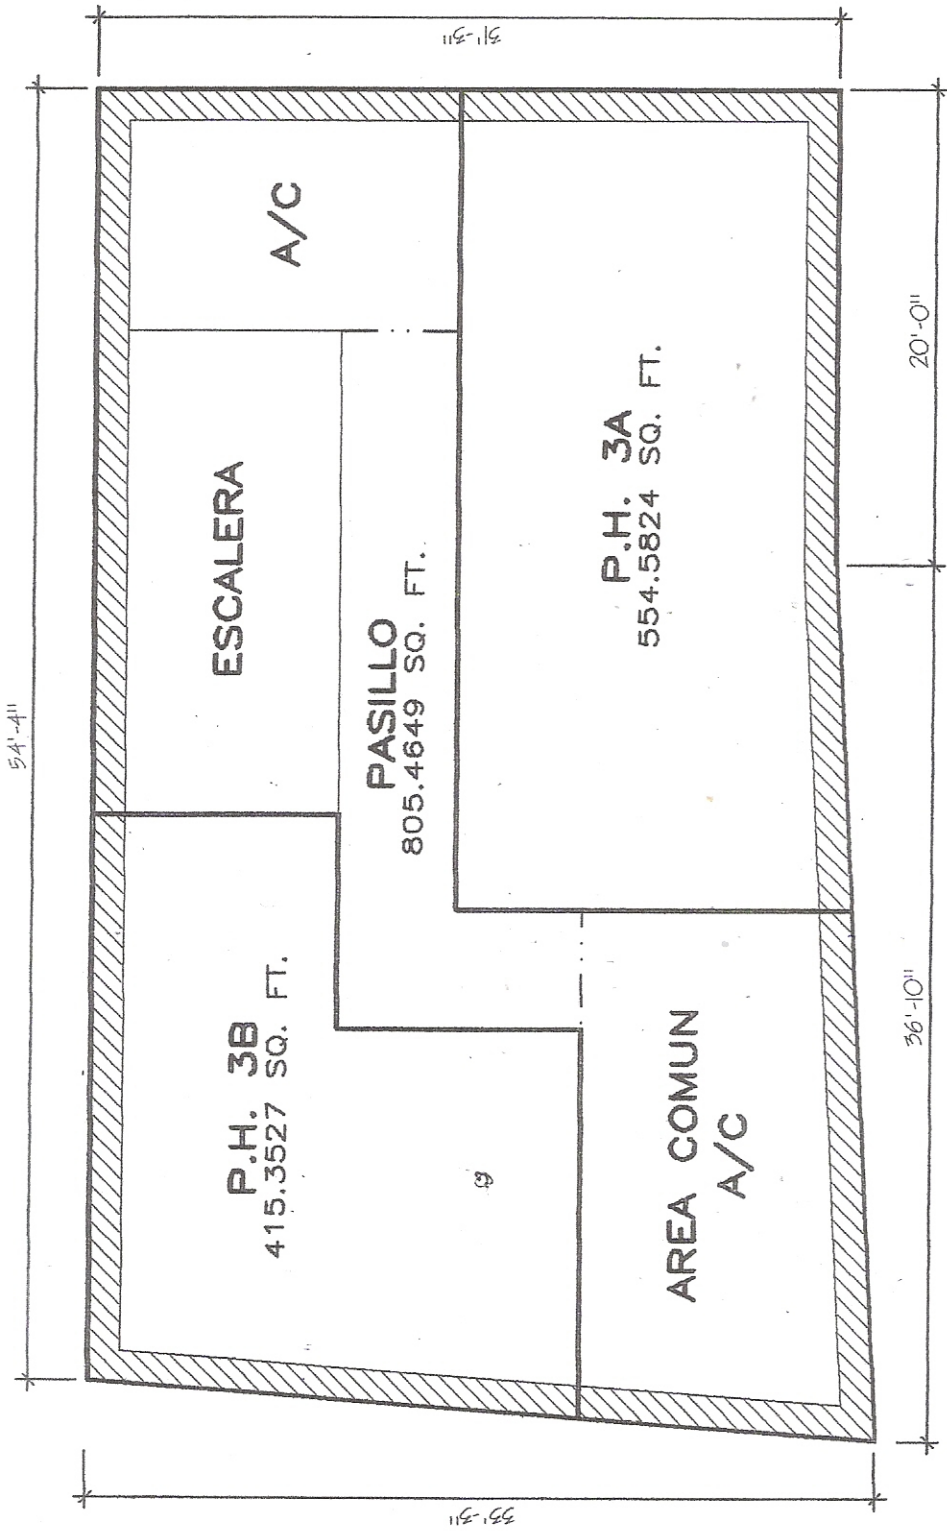 54'-4"
33'-3"
31'-3"
P.H. 3B
415.3527 SQ. FT.
ESCALERA
A/C
PASILLO
805.4649 SQ. FT.
P.H. 3A
554.5824 SQ. FT.
AREA COMUN
A/C
36'-10"
20'-0"